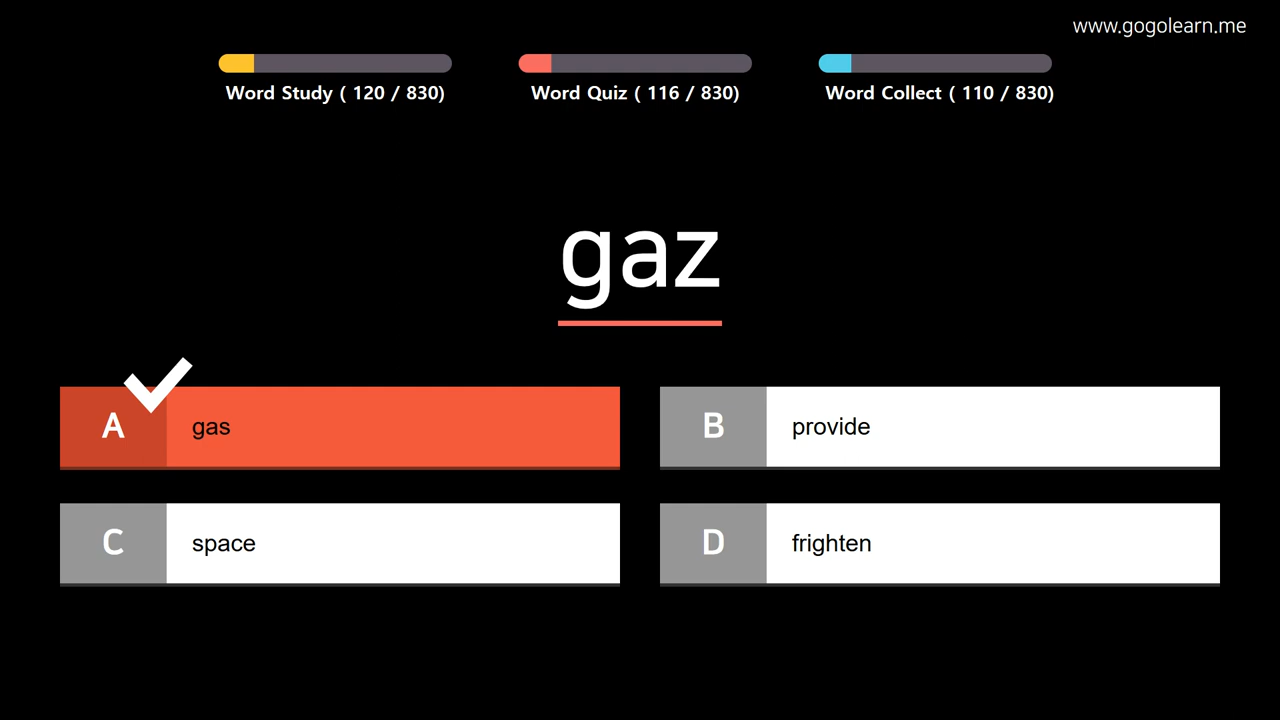 www.gogolearn.me
Word Study ( 120 / 830)
Word Quiz ( 116 / 830)
Word Collect ( 110 / 830)
gaz
A gas
B provide
C space
D frighten